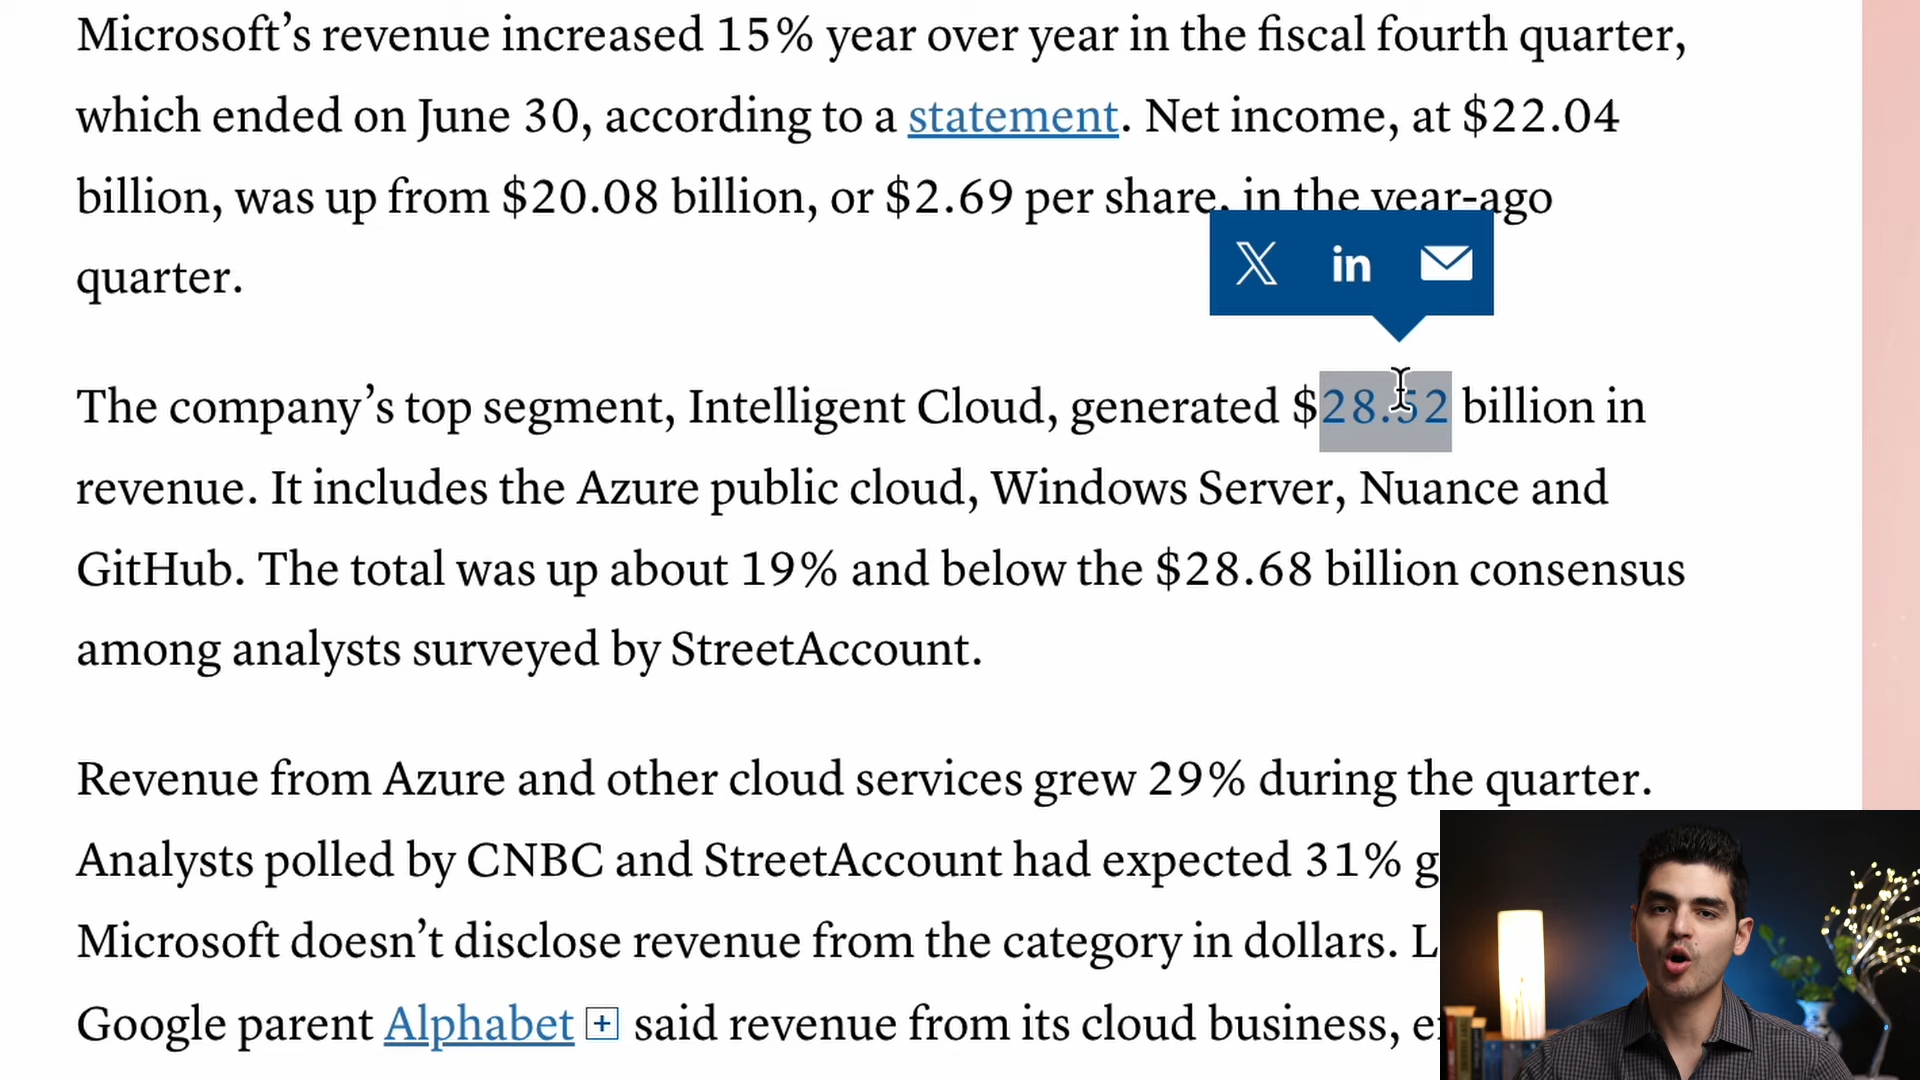 Microsoft’s revenue increased 15% year over year in the fiscal fourth quarter,
which ended on June 30, according to a statement. Net income, at $22.04
billion, was up from $20.08 billion, or $2.69 per share, in the year-ago
quarter.
in
The company’s top segment, Intelligent Cloud, generated $28.52 billion in
revenue. It includes the Azure public cloud, Windows Server, Nuance and
GitHub. The total was up about 19% and below the $28.68 billion consensus
among analysts surveyed by StreetAccount.
Revenue from Azure and other cloud services grew 29% during the quarter.
Analysts polled by CNBC and StreetAccount had expected 31% g
Microsoft doesn’t disclose revenue from the category in dollars. L
Google parent Alphabet said revenue from its cloud business,